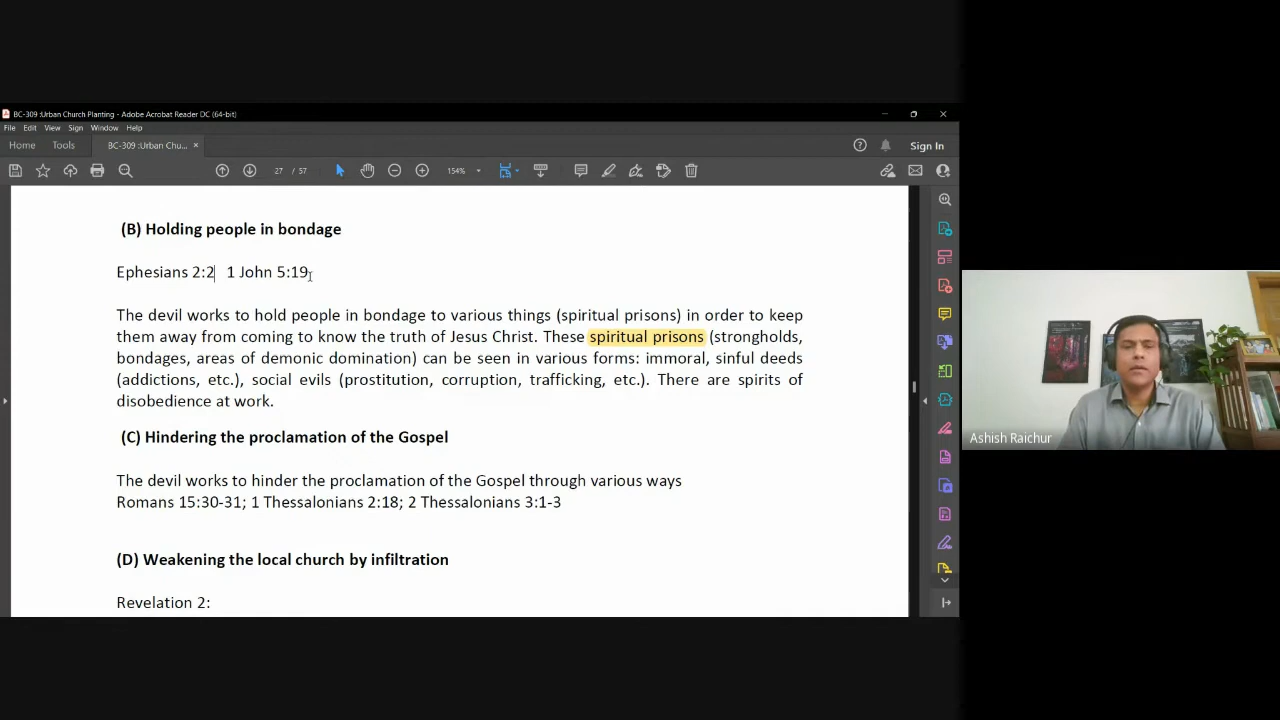 BC-309 :Urban Church Planting - Adobe Acrobat Reader DC (64-bit)
File Edit View Sign Window Help
Home Tools BC-309 :Urban Chu... × Sign In
27 / 57 154%
(B) Holding people in bondage
Ephesians 2:2 1 John 5:19
The devil works to hold people in bondage to various things (spiritual prisons) in order to keep
them away from coming to know the truth of Jesus Christ. These spiritual prisons (strongholds,
bondages, areas of demonic domination) can be seen in various forms: immoral, sinful deeds
(addictions, etc.), social evils (prostitution, corruption, trafficking, etc.). There are spirits of
disobedience at work.
(C) Hindering the proclamation of the Gospel
The devil works to hinder the proclamation of the Gospel through various ways
Romans 15:30-31; 1 Thessalonians 2:18; 2 Thessalonians 3:1-3
(D) Weakening the local church by infiltration
Revelation 2:
Ashish Raichur